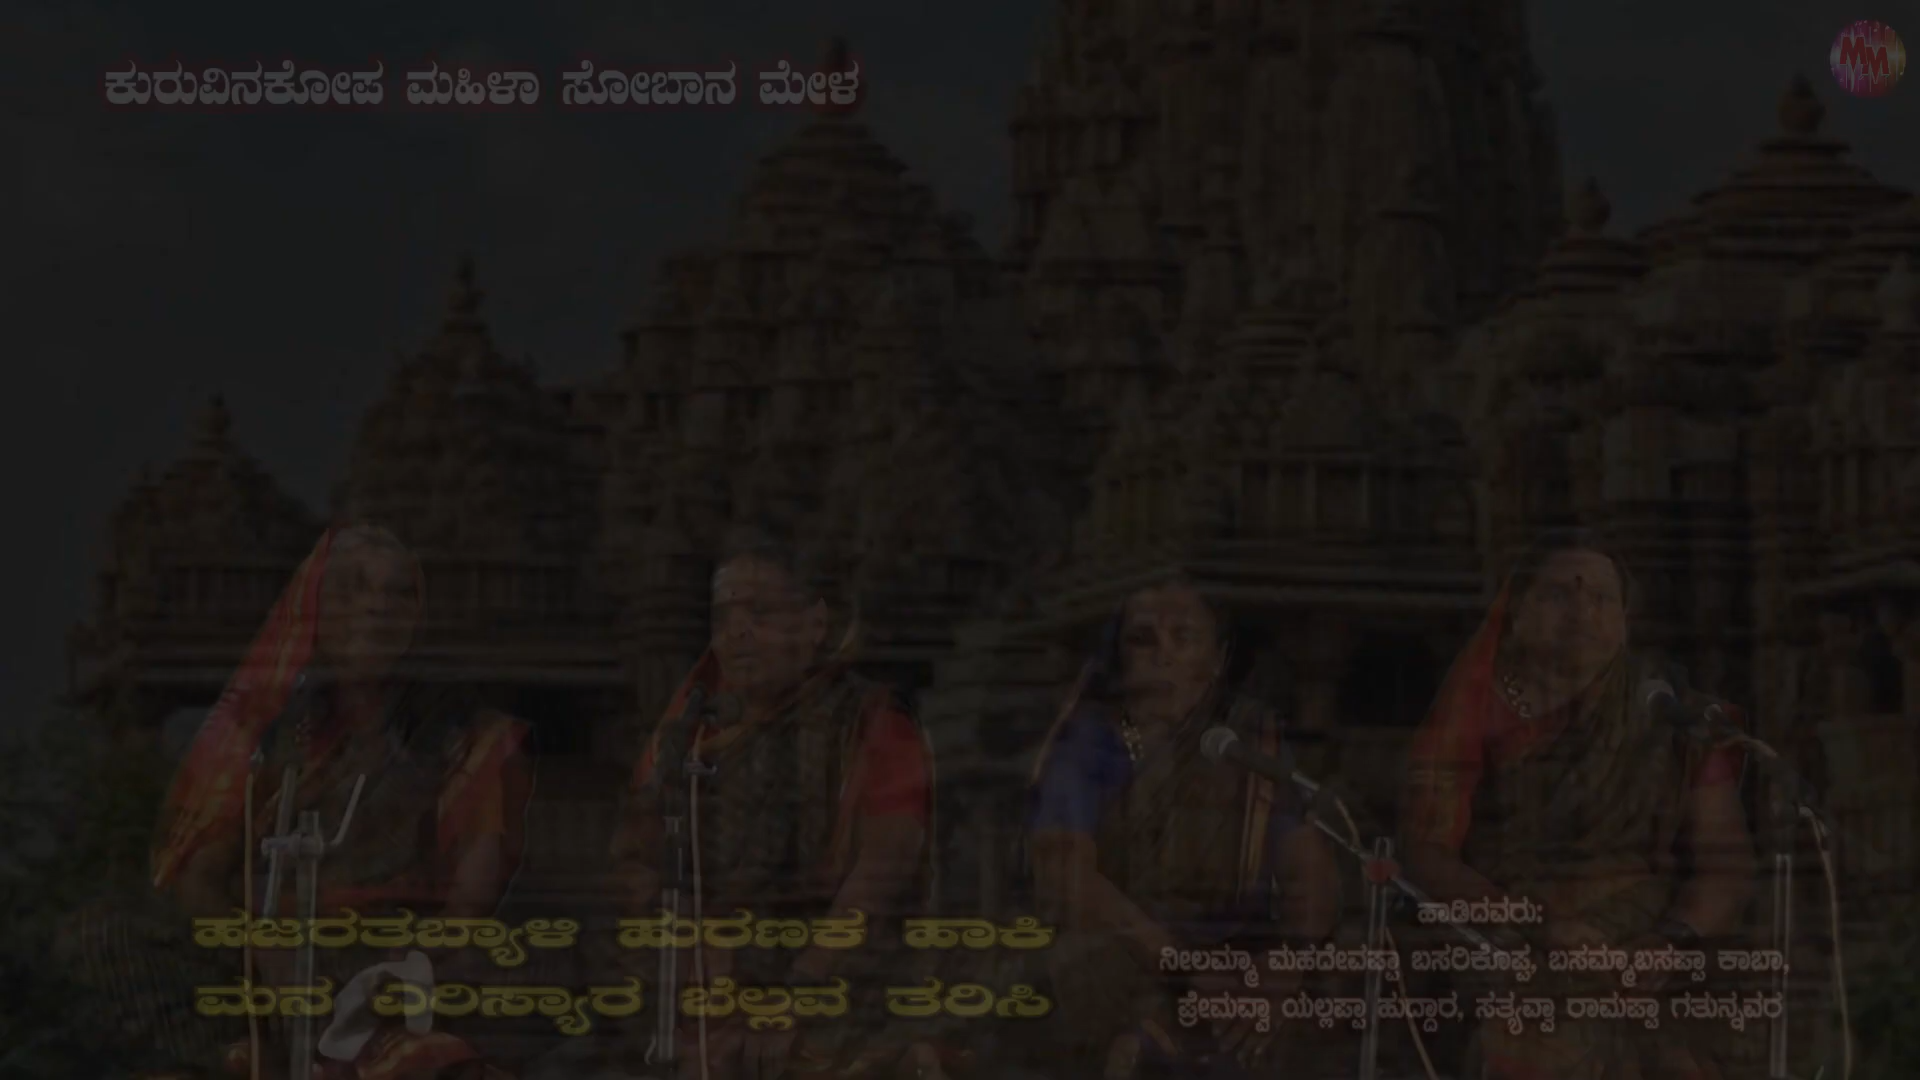 ಕುರುವಿನಕೋಪ ಮಹಿಳಾ ಸೋಬಾನ ಮೇಳ
MM
ಹಜರತಬ್ಯಾಳಿ ಹುರಣಕ ಹಾಕಿ
ಮನ ಎರಿಸ್ಯಾರ ಬೆಲ್ಲವ ತರಿಸಿ
ಹಾಡಿದವರು:
ನೀಲಮ್ಮಾ ಮಹದೇವಪ್ಪಾ ಬಸರಿಕೊಪ್ಪ, ಬಸಮ್ಮಾಬಸಪ್ಪಾ ಕಾಬಾ,
ಪ್ರೇಮವ್ವಾ ಯಲ್ಲಪ್ಪಾ ಹುದ್ದಾರ, ಸತ್ಯವ್ವಾ ರಾಮಪ್ಪಾ ಗತುನ್ನವರ